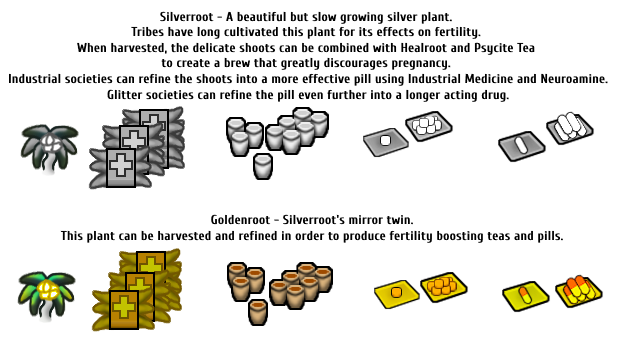 Silverroot - A beautiful but slow growing silver plant.
Tribes have long cultivated this plant for its effects on fertility.
When harvested, the delicate shoots can be combined with Healroot and Psycite Tea
to create a brew that greatly discourages pregnancy.
Industrial societies can refine the shoots into a more effective pill using Industrial Medicine and Neuroamine.
Glitter societies can refine the pill even further into a longer acting drug.
Goldenroot - Silverroot's mirror twin.
This plant can be harvested and refined in order to produce fertility boosting teas and pills.